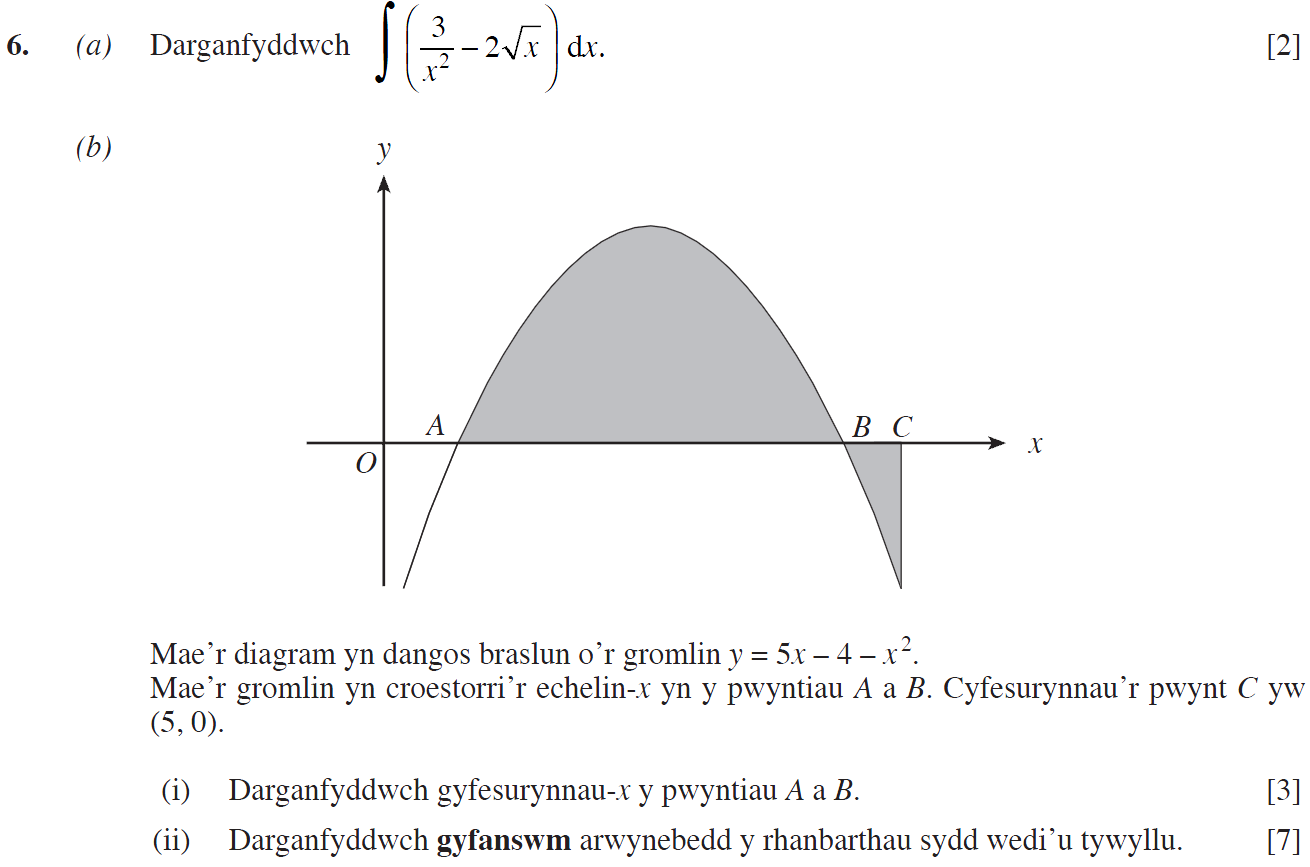 6. (a) Darganfyddwch ∫ (3/x² – 2√x) dx. [2]
(b)
y
A
B C
O
x
Mae’r diagram yn dangos braslun o’r gromlin y = 5x – 4 – x².
Mae’r gromlin yn croestorri’r echelin-x yn y pwyntiau A a B. Cyfesurynnau’r pwynt C yw
(5, 0).
(i) Darganfyddwch gyfesurynnau-x y pwyntiau A a B. [3]
(ii) Darganfyddwch gyfanswm arwynebedd y rhanbarthau sydd wedi’u tywyllu. [7]